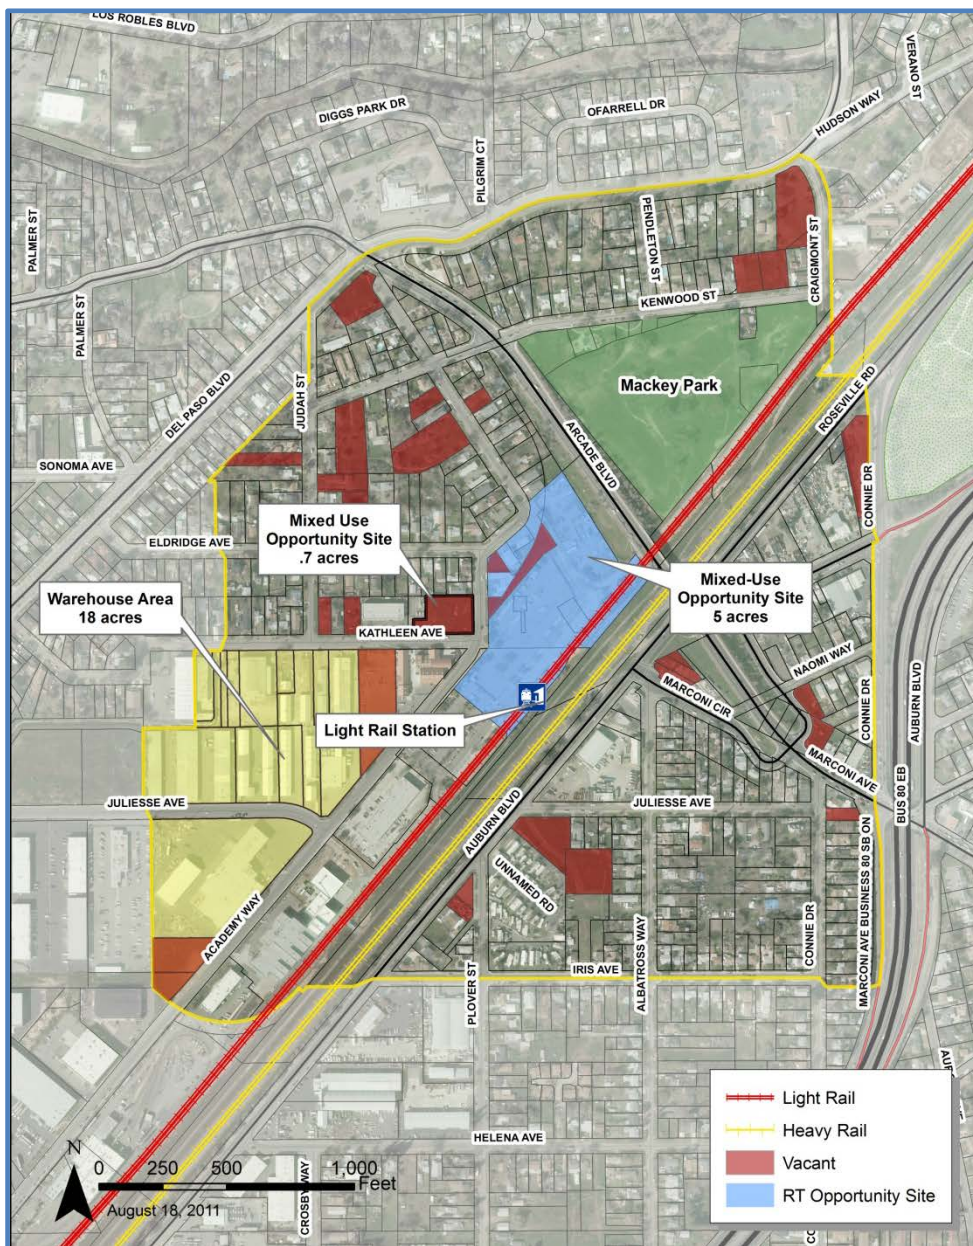 LOS ROBLES BLVD
VERANO ST
DIGGS PARK DR
OFARRELL DR
HUDSON WAY
PILGRIM CT
PALMER ST
PENDLETON ST
CRAIGMONT ST
KENWOOD ST
PALMER ST
DEL PASO BLVD
JUDAH ST
Mackey Park
ROSEVILLE RD
ARCADE BLVD
SONOMA AVE
CONNIE DR
Mixed Use
Opportunity Site
.7 acres
ELDRIDGE AVE
Mixed-Use
Opportunity Site
5 acres
Warehouse Area
18 acres
KATHLEEN AVE
NAOMI WAY
MARCONI CIR
CONNIE DR
AUBURN BLVD
Light Rail Station
MARCONI AVE
BUS 80 EB
JULIESSE AVE
JULIESSE AVE
AUBURN BLVD
UNNAMED RD
MARCONI AVE BUSINESS 80 SB ON
ACADEMY WAY
CONNIE DR
ALBATROSS WAY
IRIS AVE
PLOVER ST
Light Rail
Heavy Rail
Vacant
RT Opportunity Site
HELENA AVE
CROSBY WAY
N
0 250 500 1,000
Feet
August 18, 2011